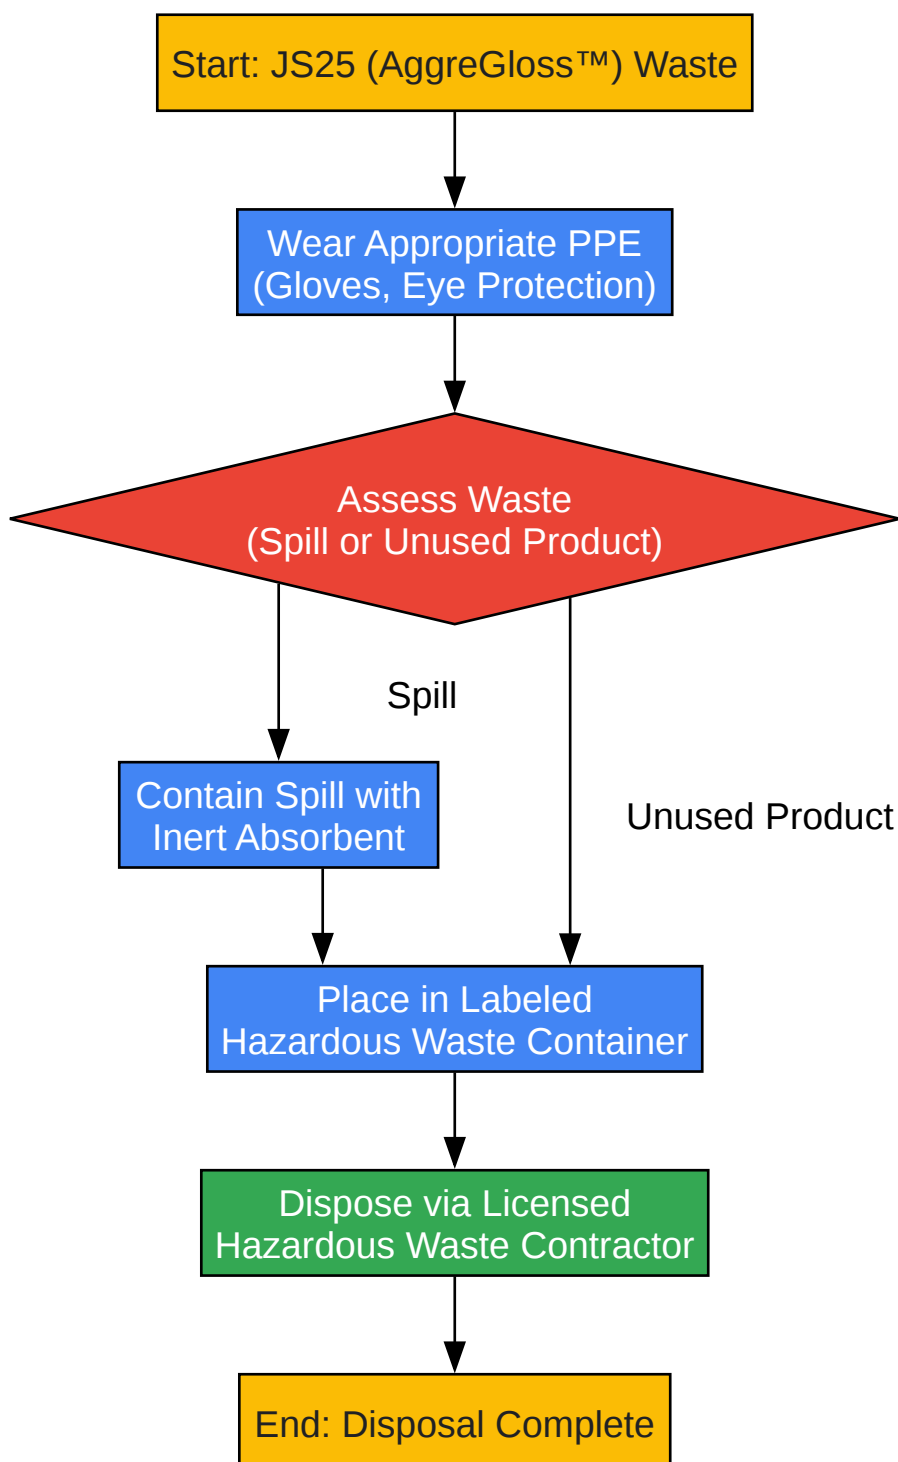 Start: JS25 (AggreGloss™) Waste
Wear Appropriate PPE
(Gloves, Eye Protection)
Assess Waste
(Spill or Unused Product)
Spill
Contain Spill with
Inert Absorbent
Unused Product
Place in Labeled
Hazardous Waste Container
Dispose via Licensed
Hazardous Waste Contractor
End: Disposal Complete